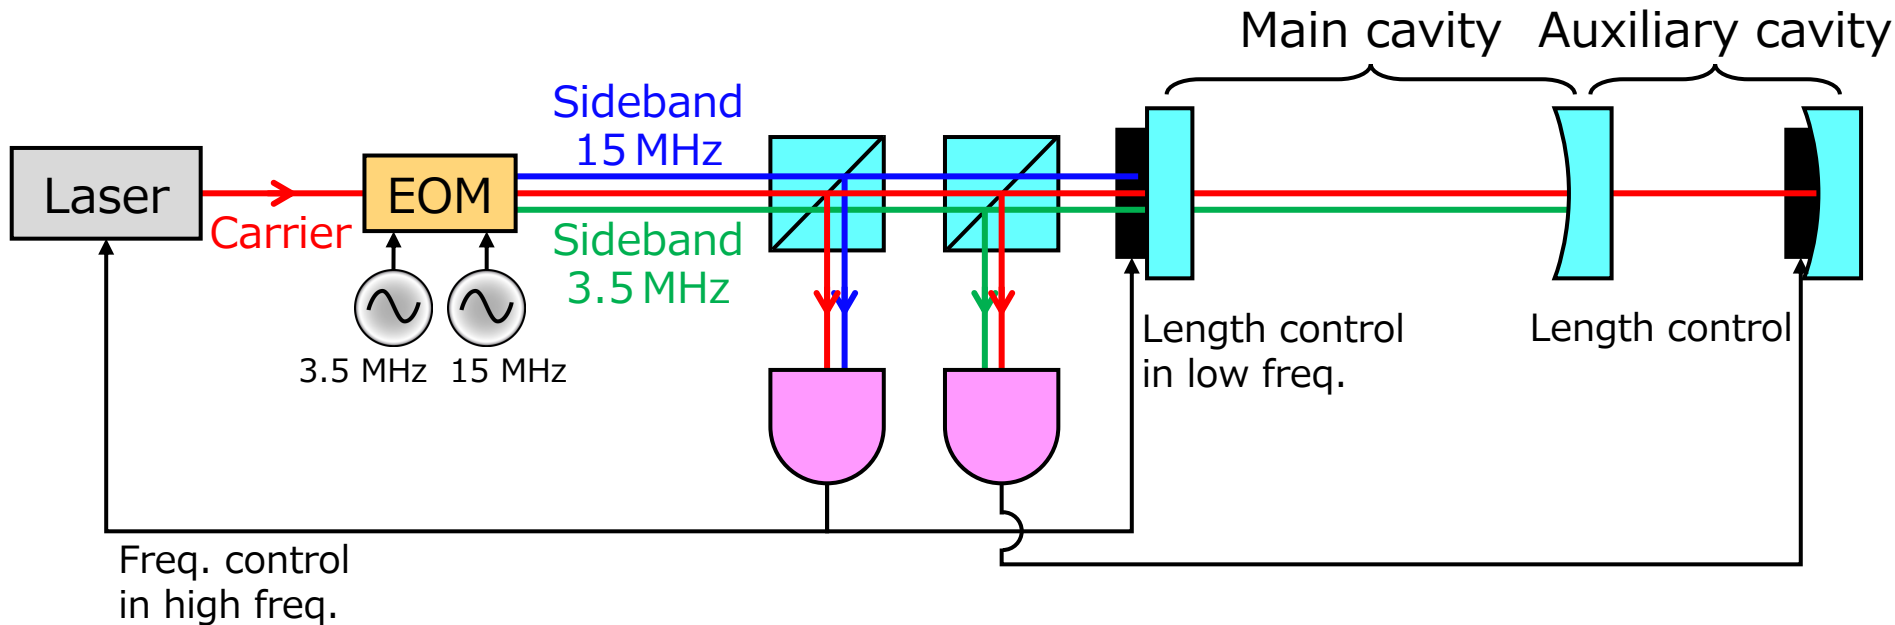 Main cavity
Auxiliary cavity
Sideband
15 MHz
Laser
EOM
Carrier
Sideband
3.5 MHz
3.5 MHz
15 MHz
Length control
in low freq.
Length control
Freq. control
in high freq.